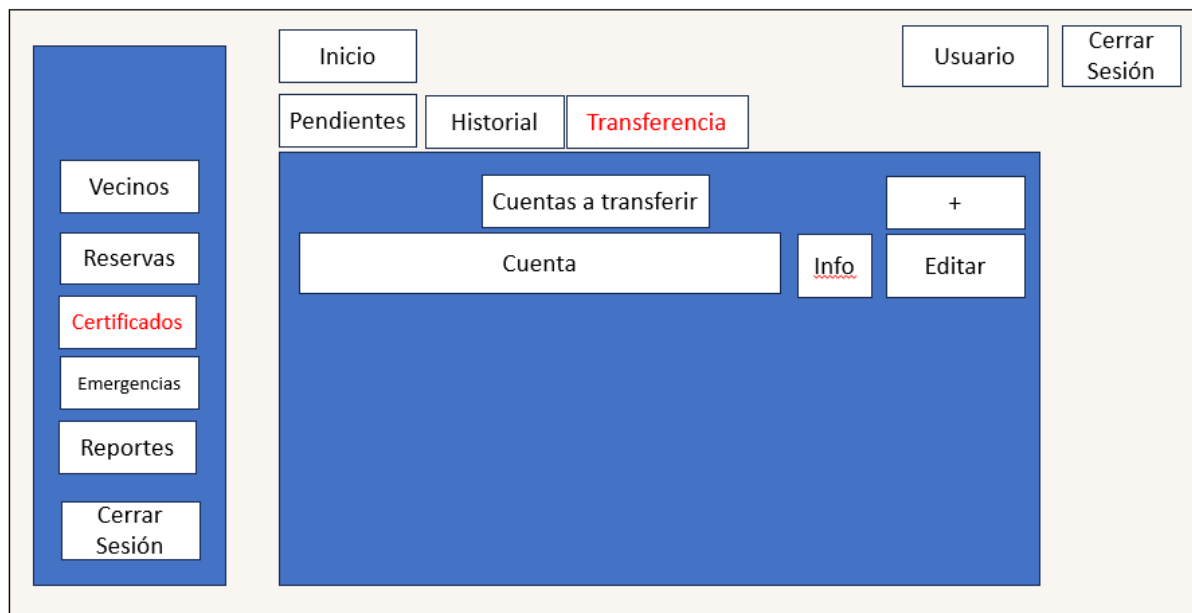 Inicio
Usuario
Cerrar
Sesión
Pendientes
Historial
Transferencia
Vecinos
Reservas
Certificados
Emergencias
Reportes
Cerrar
Sesión
Cuentas a transferir
+
Cuenta
Info
Editar